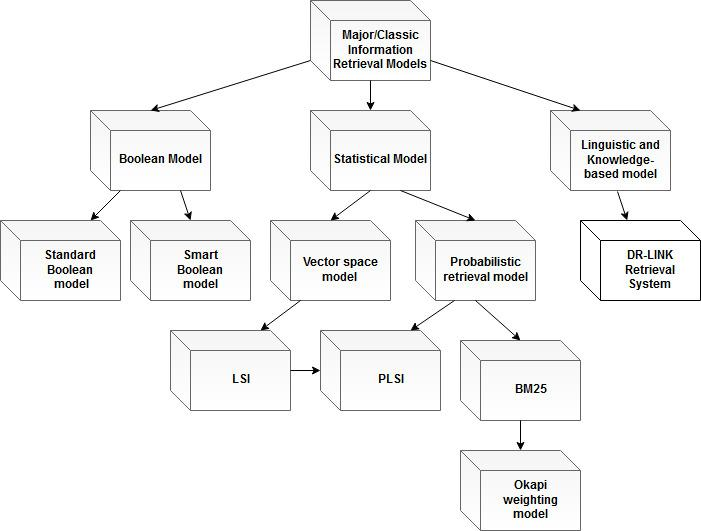 Major/Classic
Information
Retrieval Models
Boolean Model
Statistical Model
Linguistic and
Knowledge-
based model
Standard
Boolean
model
Smart
Boolean
model
Vector space
model
Probabilistic
retrieval model
DR-LINK
Retrieval
System
LSI
PLSI
BM25
Okapi
weighting
model